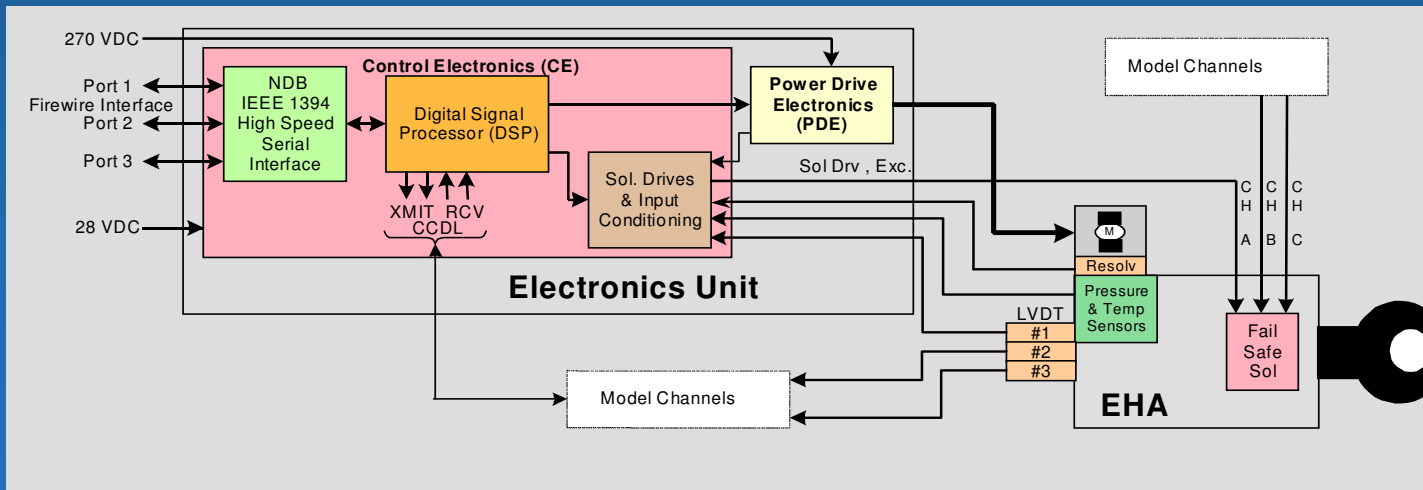 270 VDC
Port 1
Firewire Interface
Port 2
Port 3
28 VDC
Control Electronics (CE)
NDB
IEEE 1394
High Speed
Serial
Interface
Digital Signal
Processor (DSP)
XMIT RCV
CCDL
Sol. Drives
& Input
Conditioning
Power Drive
Electronics
(PDE)
Electronics Unit
Sol Drv , Exc.
Model Channels
CH A
CH B
CH C
M
Resolv
Pressure
& Temp
Sensors
LVDT
#1
#2
#3
Fail
Safe
Sol
EHA
Model Channels